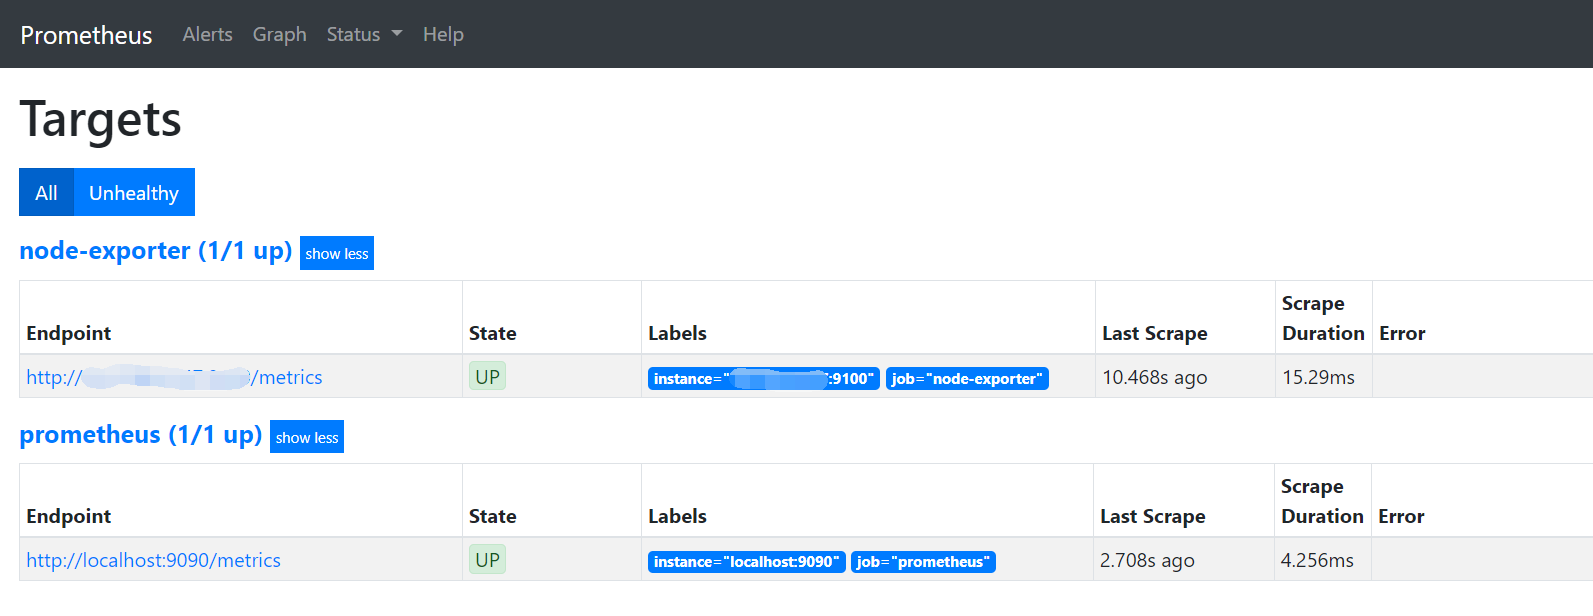 Prometheus Alerts Graph Status Help
Targets
All Unhealthy
node-exporter (1/1 up) show less
Endpoint State Labels Last Scrape Scrape Duration Error
http:// /metrics UP instance=" :9100" job="node-exporter" 10.468s ago 15.29ms
prometheus (1/1 up) show less
Endpoint State Labels Last Scrape Scrape Duration Error
http://localhost:9090/metrics UP instance="localhost:9090" job="prometheus" 2.708s ago 4.256ms